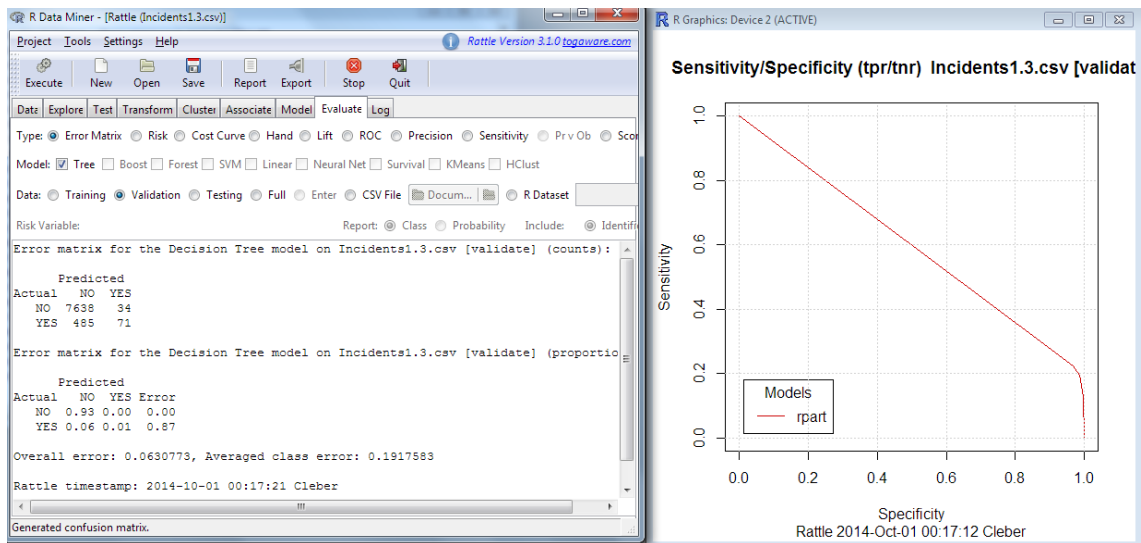 R Data Miner - [Rattle (Incidents1.3.csv)]
Project Tools Settings Help
Rattle Version 3.1.0 togaware.com
Execute New Open Save Report Export Stop Quit
Data Explore Test Transform Cluster Associate Model Evaluate Log
Type: Error Matrix Risk Cost Curve Hand Lift ROC Precision Sensitivity Pr v Ob Scor
Model: Tree Boost Forest SVM Linear Neural Net Survival KMeans HClust
Data: Training Validation Testing Full Enter CSV File Docum... R Dataset
Risk Variable: Report: Class Probability Include: Identifi
Error matrix for the Decision Tree model on Incidents1.3.csv [validate] (counts):
Predicted
Actual NO YES
NO 7638 34
YES 485 71
Error matrix for the Decision Tree model on Incidents1.3.csv [validate] (proportio
Predicted
Actual NO YES Error
NO 0.93 0.00 0.00
YES 0.06 0.01 0.87
Overall error: 0.0630773, Averaged class error: 0.1917583
Rattle timestamp: 2014-10-01 00:17:21 Cleber
Generated confusion matrix.
R Graphics: Device 2 (ACTIVE)
Sensitivity/Specificity (tpr/tnr) Incidents1.3.csv [validat
Sensitivity
1.0
0.8
0.6
0.4
0.2
0.0
Models
rpart
0.0 0.2 0.4 0.6 0.8 1.0
Specificity
Rattle 2014-Oct-01 00:17:12 Cleber